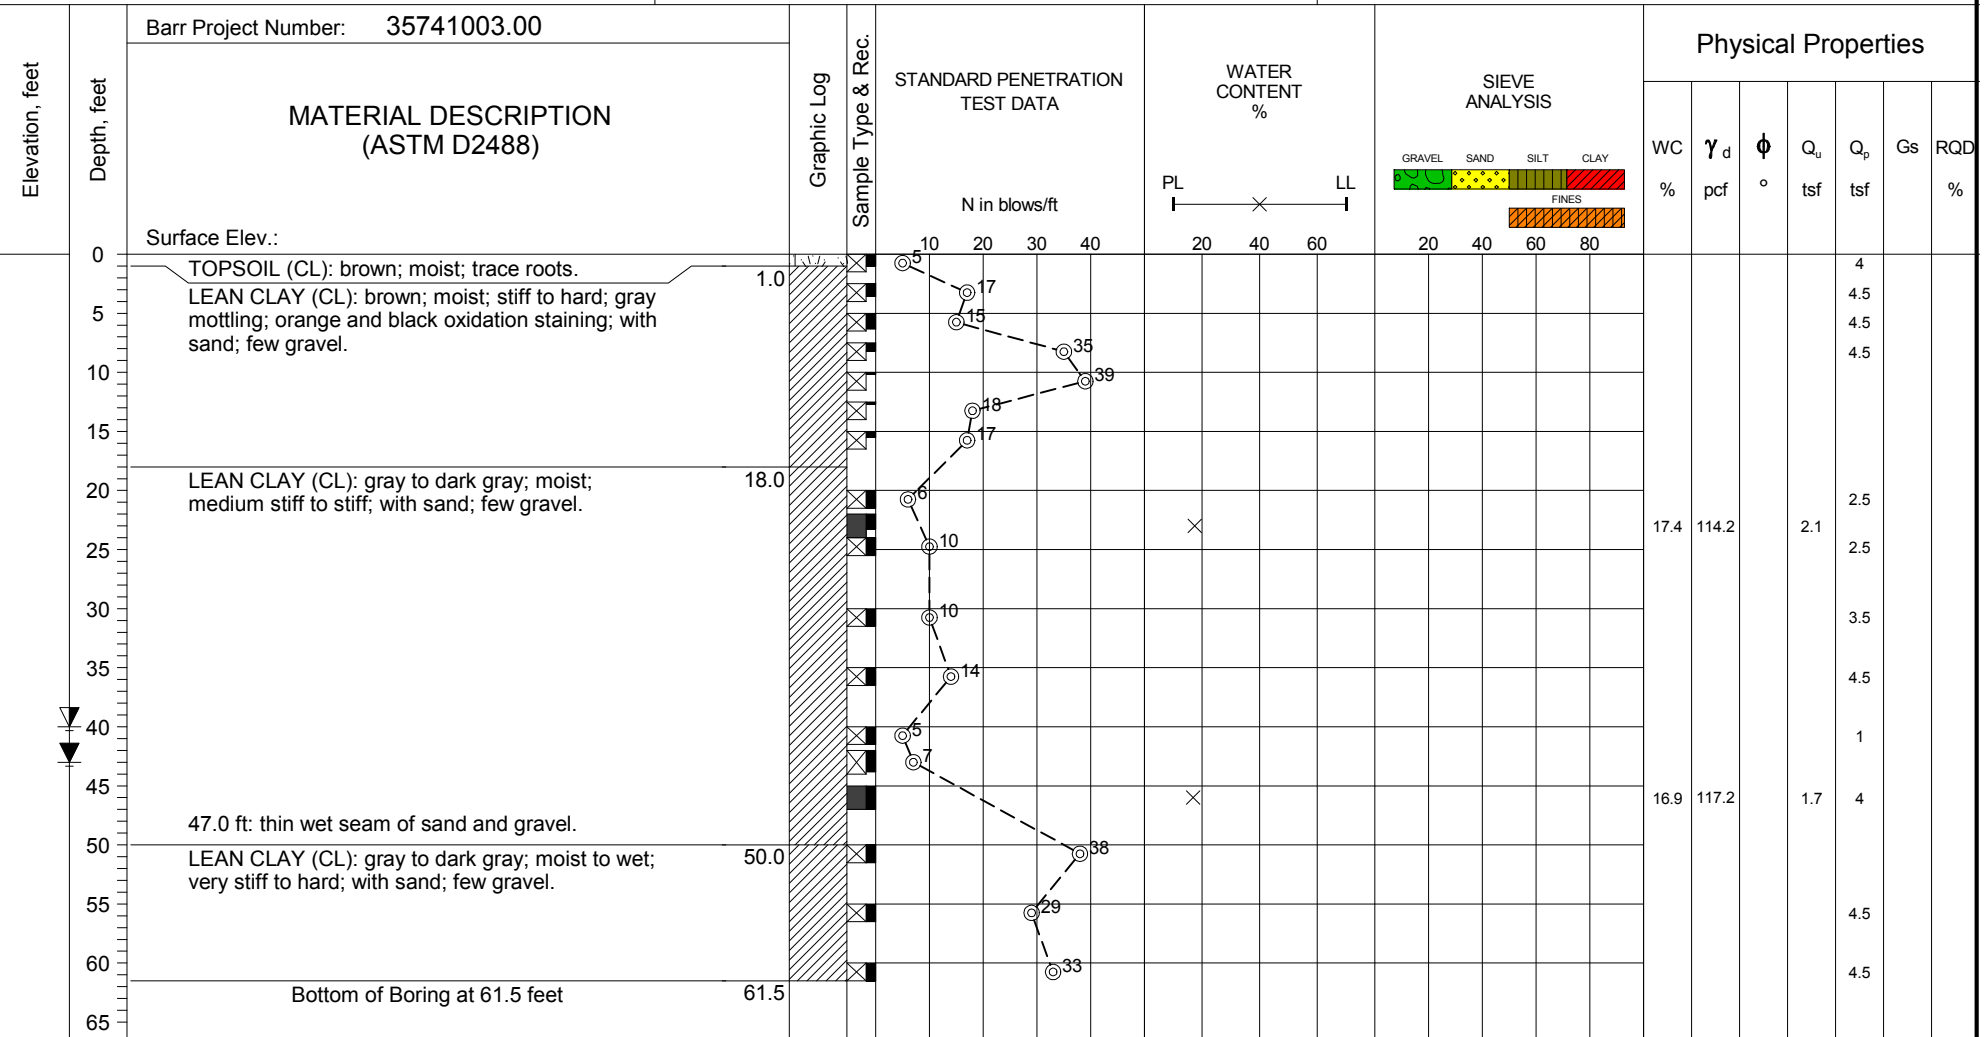 Barr Project Number: 35741003.00
Elevation, feet
Depth, feet
MATERIAL DESCRIPTION
(ASTM D2488)
Surface Elev.:
Graphic Log
Sample Type & Rec.
STANDARD PENETRATION
TEST DATA
N in blows/ft
10 20 30 40
WATER
CONTENT
%
PL LL
20 40 60
SIEVE
ANALYSIS
GRAVEL SAND SILT CLAY
FINES
20 40 60 80
Physical Properties
WC γd ϕ Qu Qp Gs RQD
% pcf ° tsf tsf %
0
TOPSOIL (CL): brown; moist; trace roots.
1.0
5
4
LEAN CLAY (CL): brown; moist; stiff to hard; gray
mottling; orange and black oxidation staining; with
sand; few gravel.
17
4.5
5
15
4.5
35
4.5
10
39
18
15
17
LEAN CLAY (CL): gray to dark gray; moist;
medium stiff to stiff; with sand; few gravel.
18.0
20
6
2.5
17.4 114.2 2.1
25
10
2.5
30
10
3.5
35
14
4.5
40
5
1
7
45
16.9 117.2 1.7 4
47.0 ft: thin wet seam of sand and gravel.
50
LEAN CLAY (CL): gray to dark gray; moist to wet;
very stiff to hard; with sand; few gravel.
50.0
38
55
29
4.5
60
33
4.5
Bottom of Boring at 61.5 feet
61.5
65